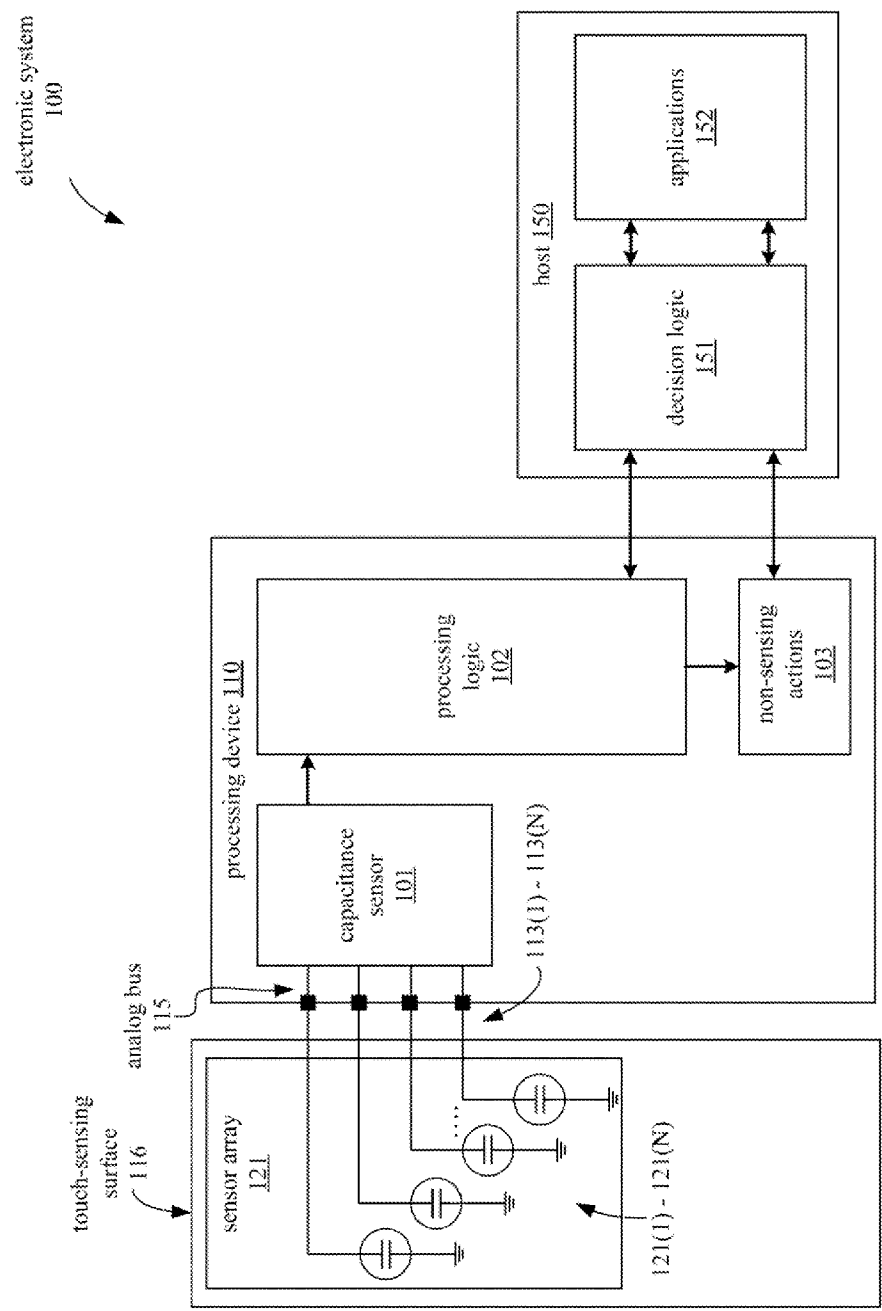 electronic system
100
touch-sensing
surface
116
sensor array
121
121(1) - 121(N)
....
analog bus
115
113(1) - 113(N)
processing device 110
capacitance
sensor
101
processing
logic
102
non-sensing
actions
103
host 150
decision logic
151
applications
152